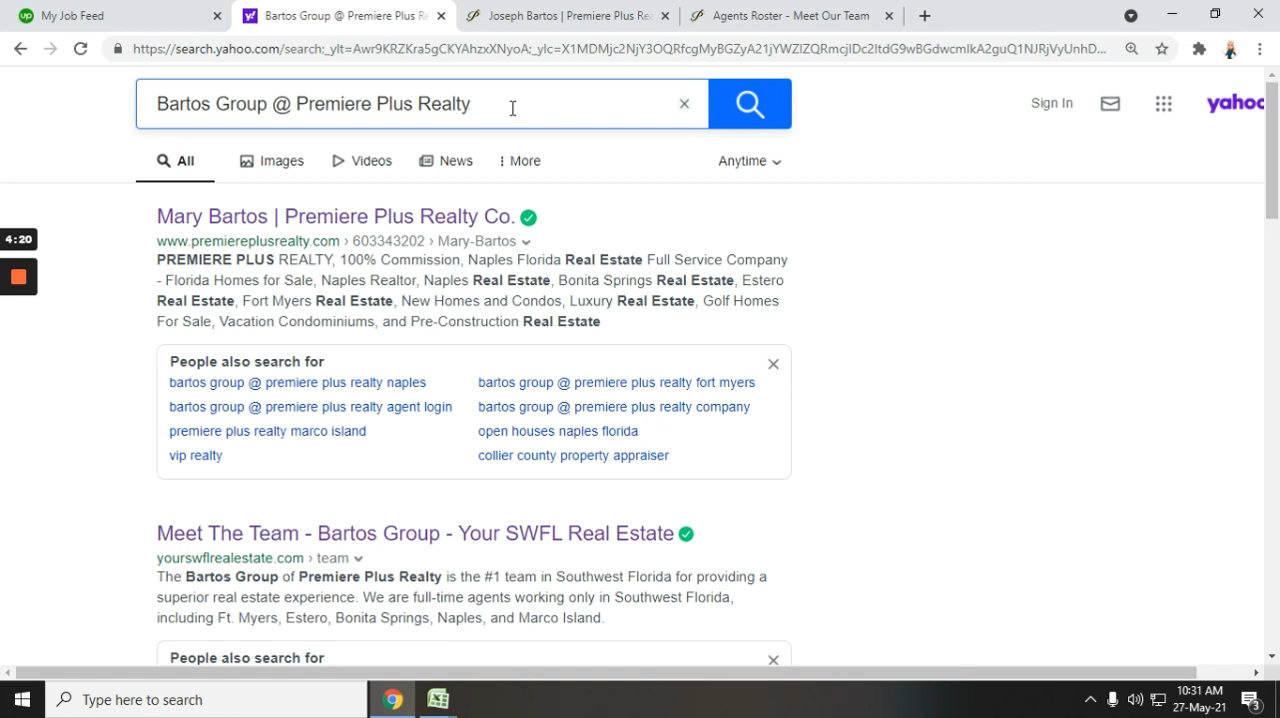 My Job Feed
Bartos Group @ Premiere Plus Re
Joseph Bartos | Premiere Plus Rea
Agents Roster - Meet Our Team
https://search.yahoo.com/search;_ylt=Awr9KRZKra5gCKYAhzxXNyoA;_ylc=X1MDMjc2NjY3OQRfcgMyBGZyA21jYWZlZQRmcjIDc2ItdG9wBGdwcmlkA2guQ1NJRjVyUnhD...
Bartos Group @ Premiere Plus Realty
Sign In
yahoo
All
Images
Videos
News
More
Anytime
Mary Bartos | Premiere Plus Realty Co.
www.premiereplusrealty.com › 603343202 › Mary-Bartos
PREMIERE PLUS REALTY, 100% Commission, Naples Florida Real Estate Full Service Company
- Florida Homes for Sale, Naples Realtor, Naples Real Estate, Bonita Springs Real Estate, Estero
Real Estate, Fort Myers Real Estate, New Homes and Condos, Luxury Real Estate, Golf Homes
For Sale, Vacation Condominiums, and Pre-Construction Real Estate
4:20
People also search for
bartos group @ premiere plus realty naples
bartos group @ premiere plus realty fort myers
bartos group @ premiere plus realty agent login
bartos group @ premiere plus realty company
premiere plus realty marco island
open houses naples florida
vip realty
collier county property appraiser
Meet The Team - Bartos Group - Your SWFL Real Estate
yourswflrealestate.com › team
The Bartos Group of Premiere Plus Realty is the #1 team in Southwest Florida for providing a
superior real estate experience. We are full-time agents working only in Southwest Florida,
including Ft. Myers, Estero, Bonita Springs, Naples, and Marco Island.
People also search for
Type here to search
10:31 AM
27-May-21
3